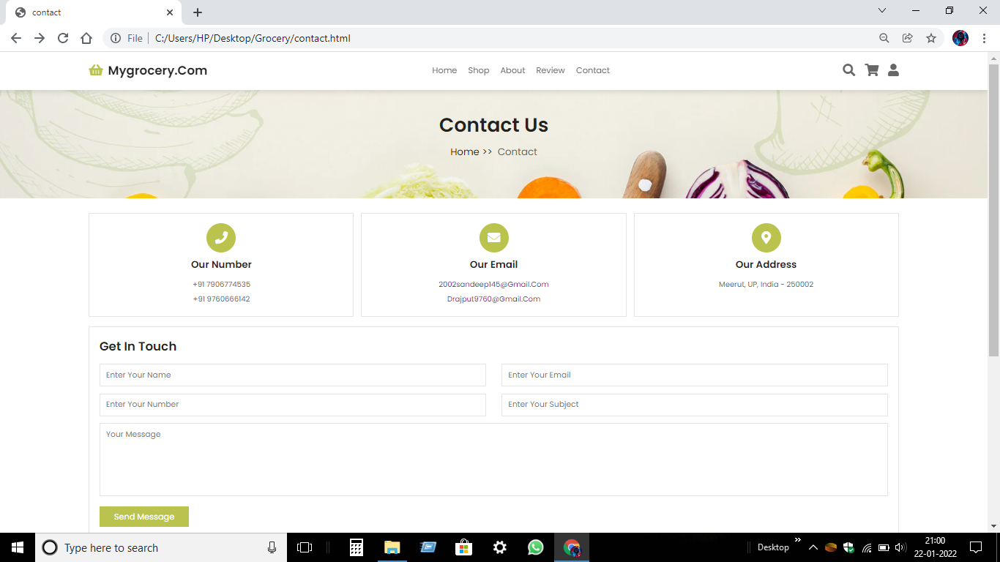 contact
File
C:/Users/HP/Desktop/Grocery/contact.html
Mygrocery.Com
Home Shop About Review Contact
Contact Us
Home >> Contact
Our Number
+91 7906774535
+91 9760666142
Our Email
2002sandeep145@Gmail.Com
Drajput9760@Gmail.Com
Our Address
Meerut, UP, India - 250002
Get In Touch
Enter Your Name
Enter Your Email
Enter Your Number
Enter Your Subject
Your Message
Send Message
Type here to search
Desktop
21:00
22-01-2022